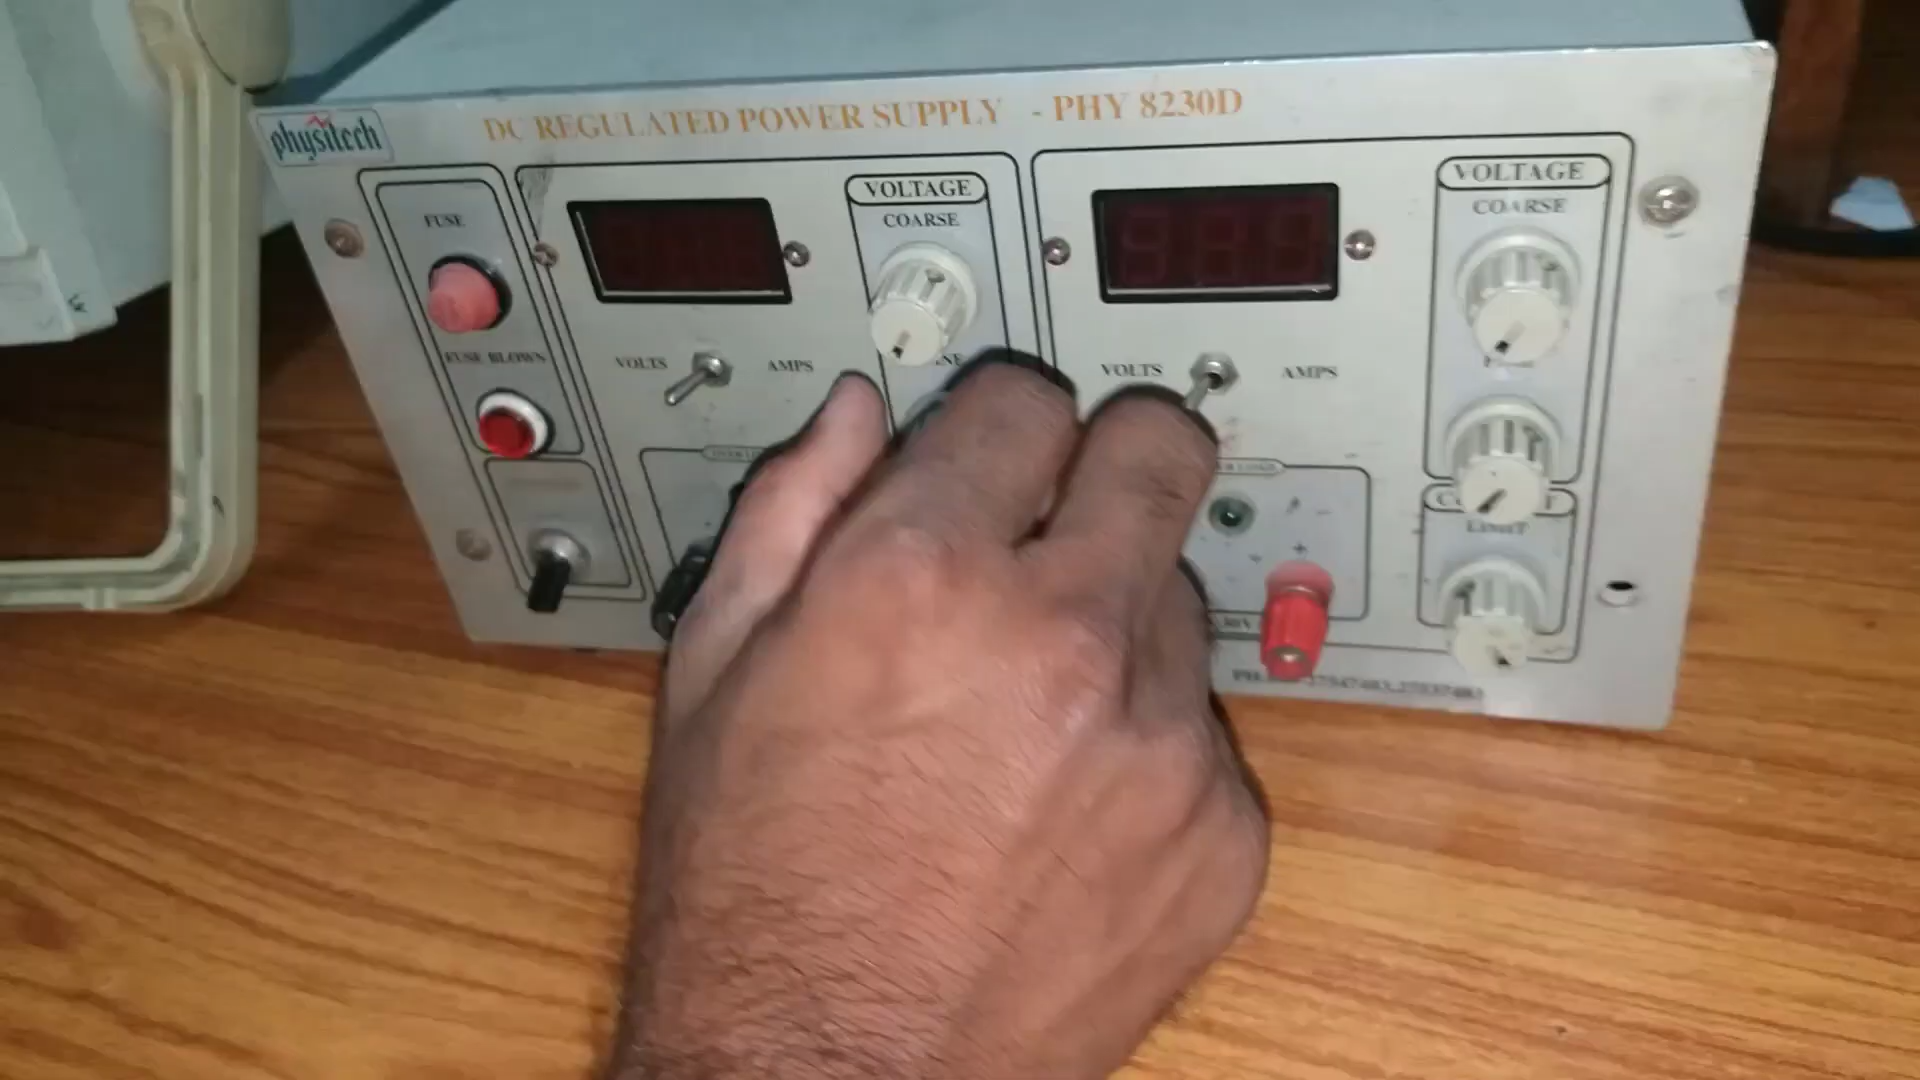 physitech
DC REGULATED POWER SUPPLY - PHY 8230D
FUSE
FUSE BLOWN
VOLTS
AMPS
VOLTAGE
COARSE
VOLTS
AMPS
+
VOLTAGE
COARSE
LIMIT